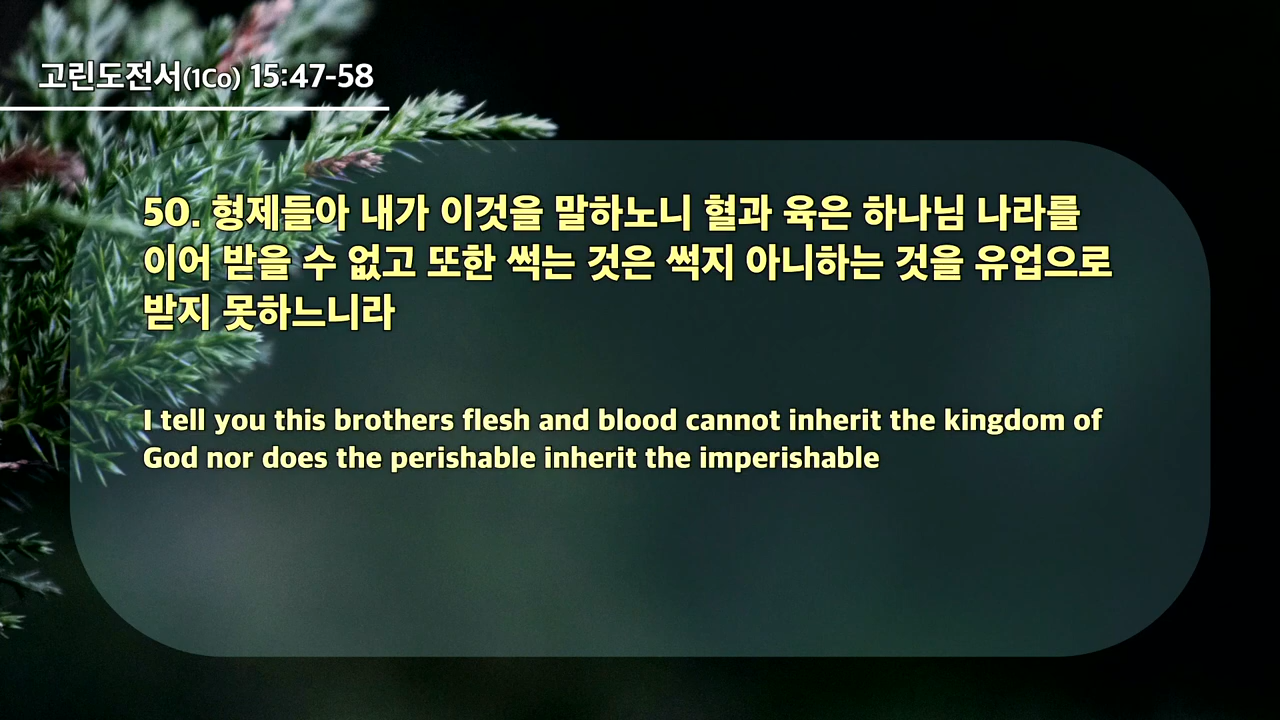 고린도전서(1Co) 15:47-58
50. 형제들아 내가 이것을 말하노니 혈과 육은 하나님 나라를
이어 받을 수 없고 또한 썩는 것은 썩지 아니하는 것을 유업으로
받지 못하느니라
I tell you this brothers flesh and blood cannot inherit the kingdom of
God nor does the perishable inherit the imperishable